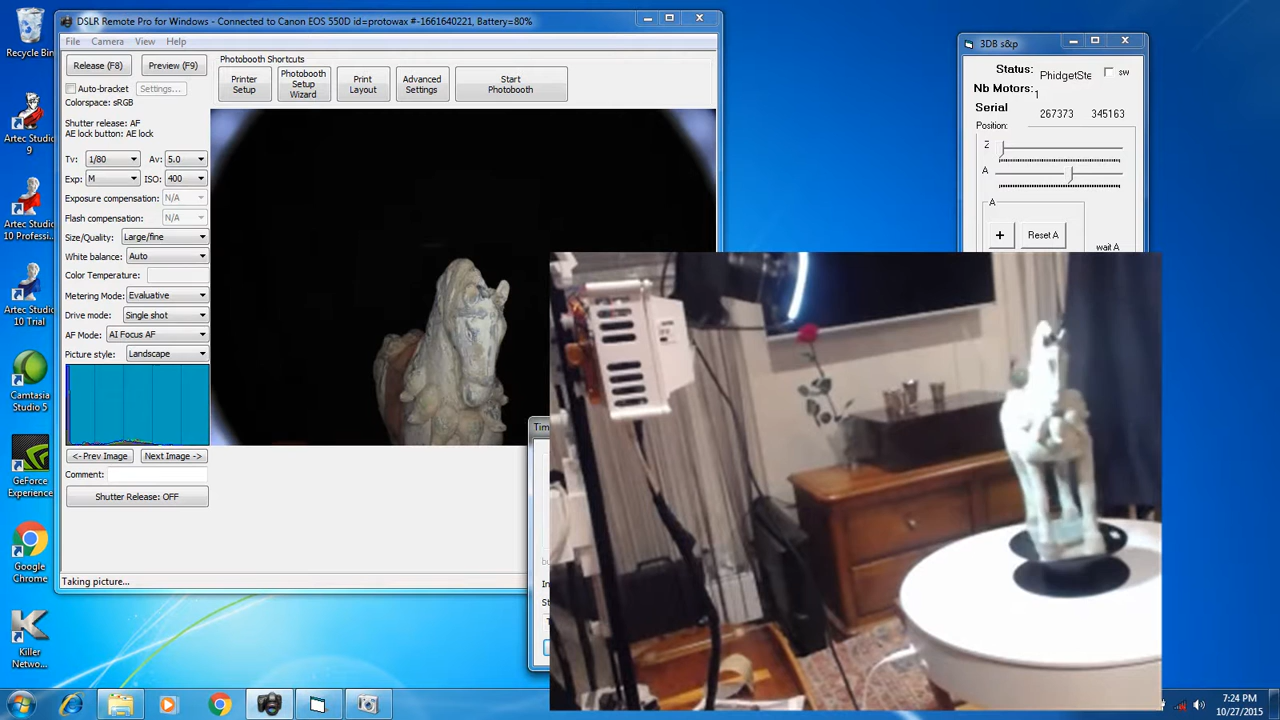 Recycle Bin
Artec Studio
9
Artec Studio
10 Professi...
Artec Studio
10 Trial
Camtasia
Studio 5
GeForce
Experience
Google
Chrome
Killer
Netwo...
DSLR Remote Pro for Windows - Connected to Canon EOS 550D id=protowax #-1661640221, Battery=80%
File Camera View Help
Release (F8) Preview (F9)
Auto-bracket Settings...
Colorspace: sRGB
Shutter release: AF
AE lock button: AE lock
Tv: 1/80 Av: 5.0
Exp: M ISO: 400
Exposure compensation: N/A
Flash compensation: N/A
Size/Quality: Large/fine
White balance: Auto
Color Temperature:
Metering Mode: Evaluative
Drive mode: Single shot
AF Mode: AI Focus AF
Picture style: Landscape
<- Prev Image Next Image ->
Comment:
Shutter Release: OFF
Taking picture...
Photobooth Shortcuts
Printer
Setup
Photobooth
Setup
Wizard
Print
Layout
Advanced
Settings
Start
Photobooth
3DB s&p
Status: PhidgetSte sw
Nb Motors: 1
Serial
267373 345163
Position:
Z
A
A
+ Reset A
wait A
Tim
In
St
7:24 PM
10/27/2015